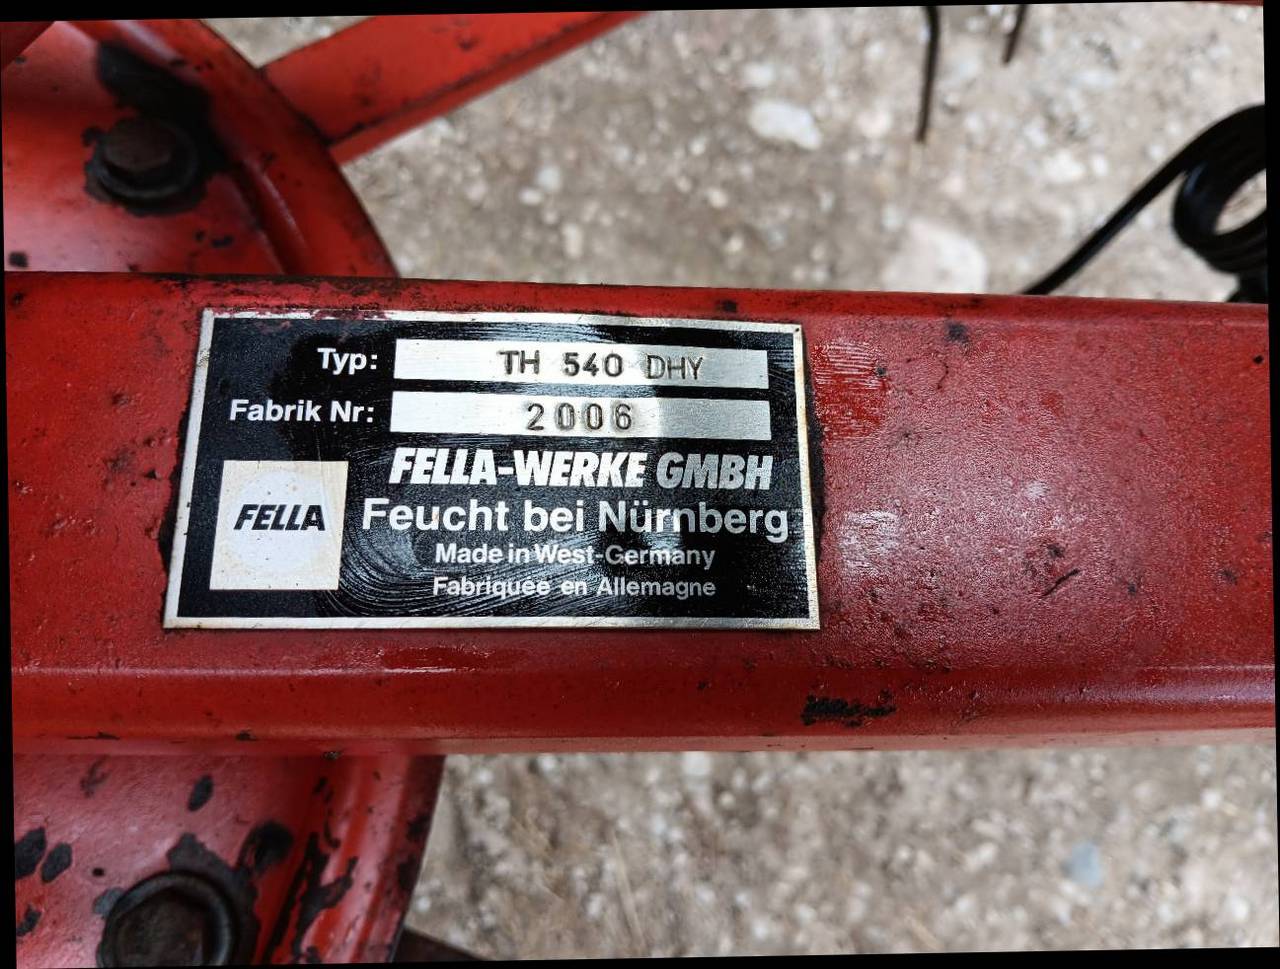 Typ: TH 540 DHY
Fabrik Nr: 2006
FELLA-WERKE GMBH
FELLA
Feucht bei Nürnberg
Made in West-Germany
Fabriquée en Allemagne